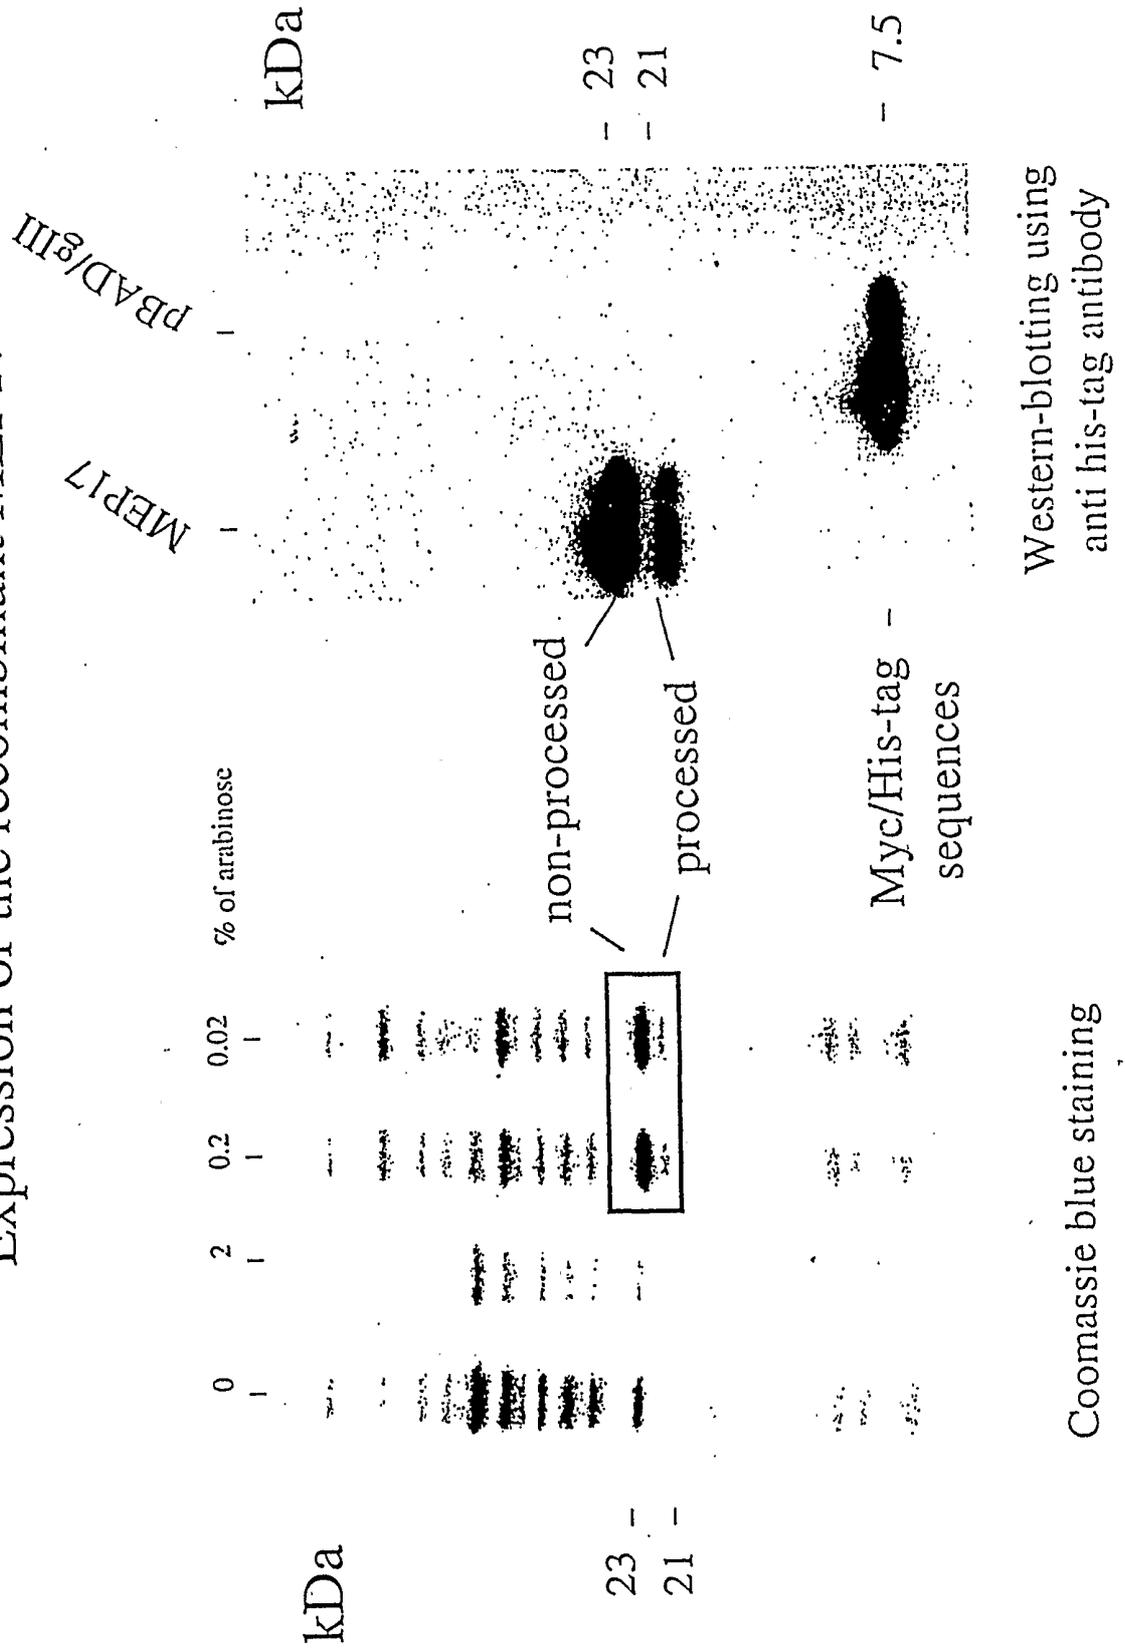 Expression of the recombinant
kDa
23
21
0
2
0.2
0.02
% of arabinose
non-processed
processed
Myc/His-tag
sequences
Coomassie blue staining
MEP17
pBAD/gIII
kDa
23
21
7.5
Western-blotting using
anti his-tag antibody